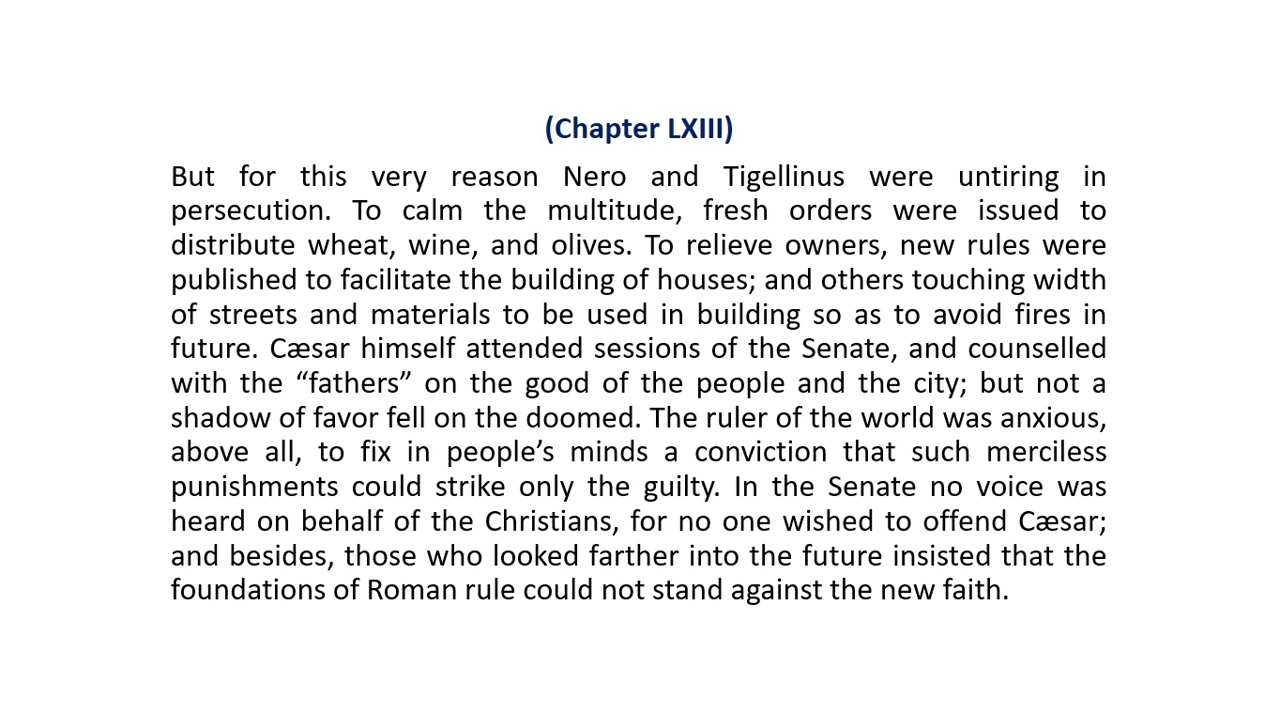 (Chapter LXIII)
But for this very reason Nero and Tigellinus were untiring in
persecution. To calm the multitude, fresh orders were issued to
distribute wheat, wine, and olives. To relieve owners, new rules were
published to facilitate the building of houses; and others touching width
of streets and materials to be used in building so as to avoid fires in
future. Cæsar himself attended sessions of the Senate, and counselled
with the “fathers” on the good of the people and the city; but not a
shadow of favor fell on the doomed. The ruler of the world was anxious,
above all, to fix in people’s minds a conviction that such merciless
punishments could strike only the guilty. In the Senate no voice was
heard on behalf of the Christians, for no one wished to offend Cæsar;
and besides, those who looked farther into the future insisted that the
foundations of Roman rule could not stand against the new faith.